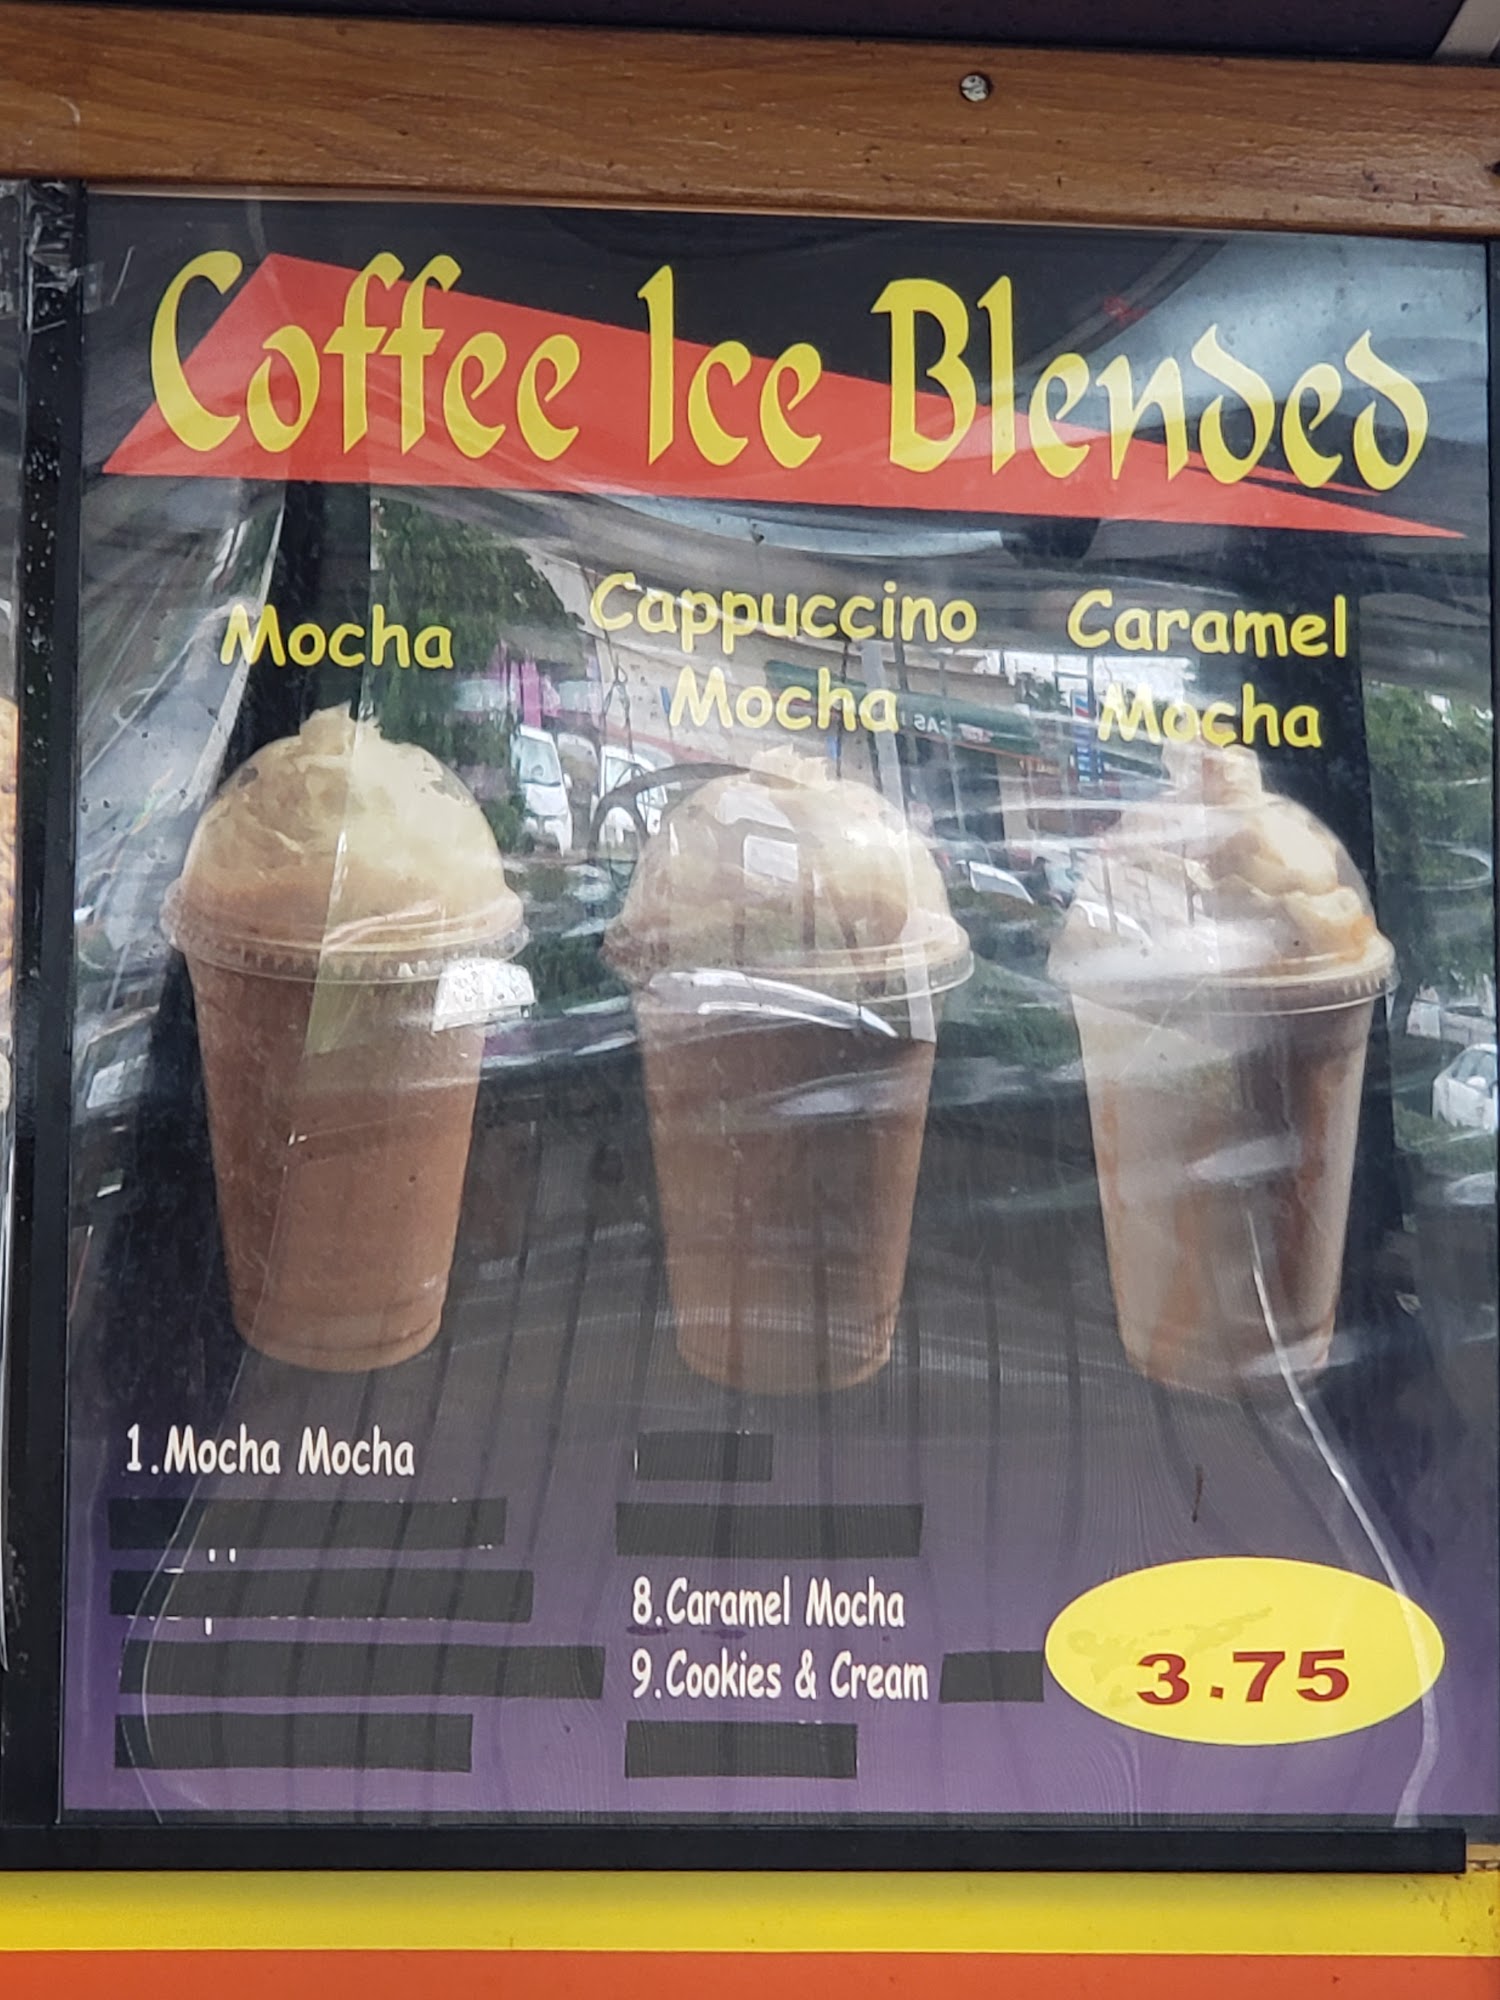 Coffee Ice Blended
Mocha
Cappuccino
Mocha
Caramel
Mocha
1.Mocha Mocha
8.Caramel Mocha
9.Cookies & Cream
3.75